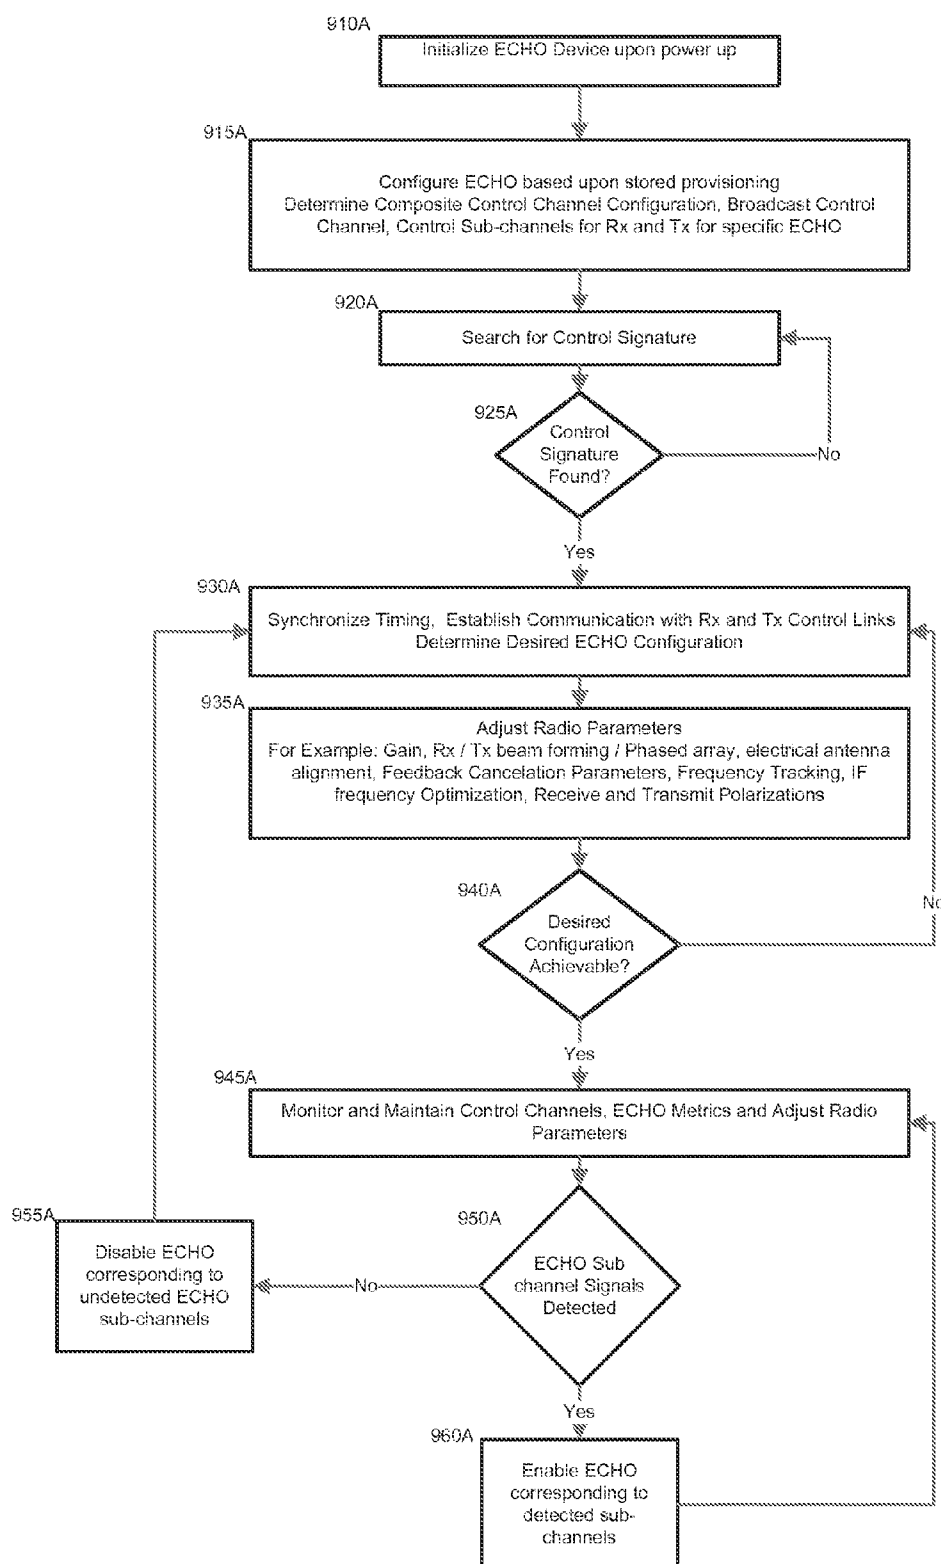 910A
Initialize ECHO Device upon power up
915A
Configure ECHO based upon stored provisioning
Determine Composite Control Channel Configuration, Broadcast Control
Channel, Control Sub-channels for Rx and Tx for specific ECHO
920A
Search for Control Signature
925A
Control
Signature
Found?
No
Yes
930A
Synchronize Timing, Establish Communication with Rx and Tx Control Links
Determine Desired ECHO Configuration
935A
Adjust Radio Parameters
For Example: Gain, Rx / Tx beam forming / Phased array, electrical antenna
alignment, Feedback Cancelation Parameters, Frequency Tracking, IF
frequency Optimization, Receive and Transmit Polarizations
940A
Desired
Configuration
Achievable?
No
Yes
945A
Monitor and Maintain Control Channels, ECHO Metrics and Adjust Radio
Parameters
950A
ECHO Sub
channel Signals
Detected
No
955A
Disable ECHO
corresponding to
undetected ECHO
sub-channels
Yes
960A
Enable ECHO
corresponding to
detected sub-
channels